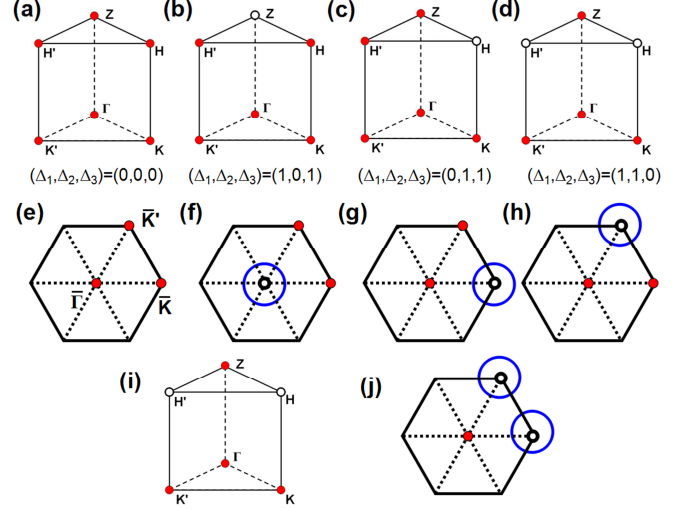 (a) (b) (c) (d)
Z Z Z Z
H' H H' H H' H H' H
Γ Γ Γ Γ
K' K K' K K' K K' K
(Δ₁,Δ₂,Δ₃)=(0,0,0) (Δ₁,Δ₂,Δ₃)=(1,0,1) (Δ₁,Δ₂,Δ₃)=(0,1,1) (Δ₁,Δ₂,Δ₃)=(1,1,0)
(e) (f) (g) (h)
K̄'
Γ̄ K̄
(i) (j)
Z
H' H
Γ
K' K